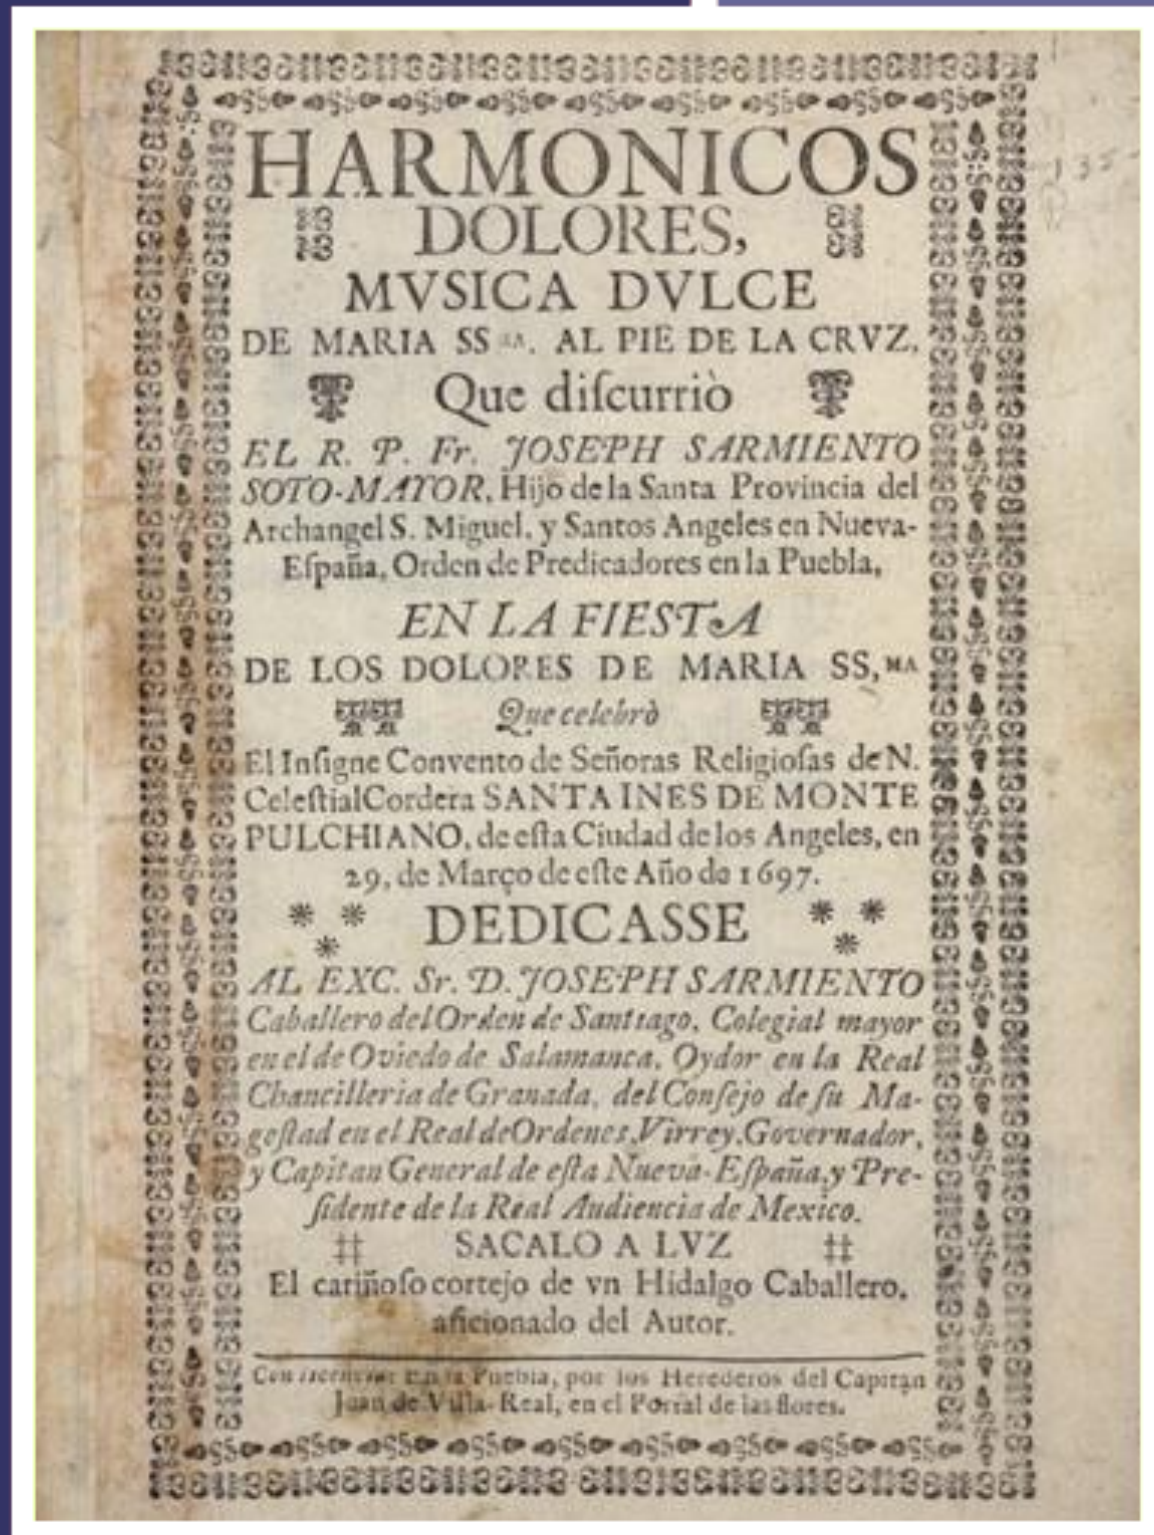 HARMONICOS
DOLORES,
MVSICA DVLCE
DE MARIA SS MA. AL PIE DE LA CRVZ,
Que diſcurriò
EL R. P. Fr. JOSEPH SARMIENTO
SOTO-MAYOR, Hijo de la Santa Provincia del
Archangel S. Miguel, y Santos Angeles en Nueva-
Eſpaña, Orden de Predicadores en la Puebla,
EN LA FIESTA
DE LOS DOLORES DE MARIA SS,MA
Que celebrò
El Inſigne Convento de Señoras Religioſas de N.
Celeſtial Cordera SANTA INES DE MONTE
PULCHIANO, de eſta Ciudad de los Angeles, en
29, de Março de eſte Año de 1697.
DEDICASSE
AL EXC. Sr. D. JOSEPH SARMIENTO
Caballero del Orden de Santiago, Colegial mayor
en el de Oviedo de Salamanca, Oydor en la Real
Chancilleria de Granada, del Conſejo de ſu Ma-
geſtad en el Real de Ordenes, Virrey, Governador,
y Capitan General de eſta Nueva-Eſpaña, y Pre-
ſidente de la Real Audiencia de Mexico.
SACALO A LVZ
El cariñoſo cortejo de vn Hidalgo Caballero,
aficionado del Autor.
Con En la Puebla, por los Herederos del Capitan
Juan de Villa-Real, en el Portal de las flores.